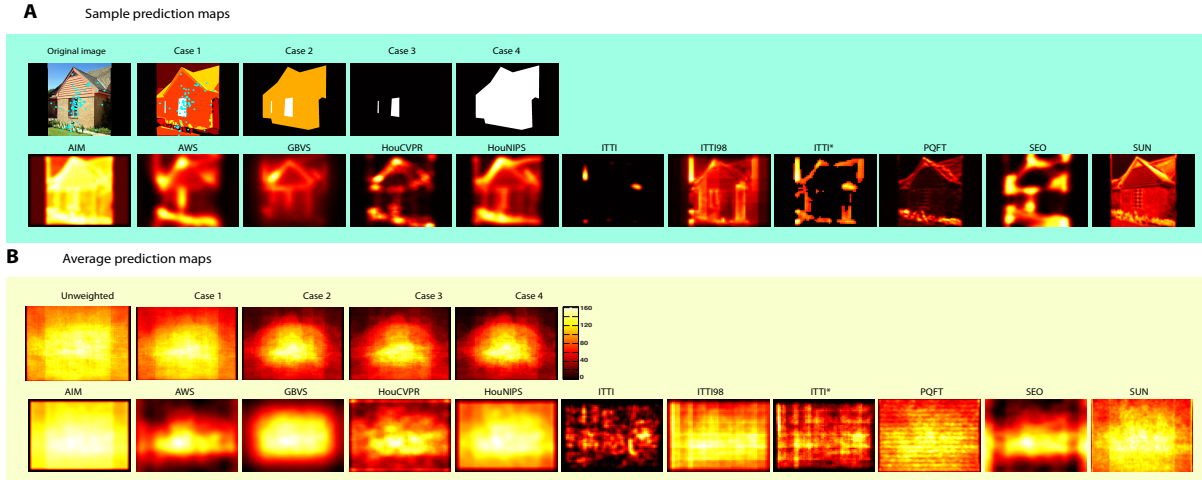 A Sample prediction maps
Original image Case 1 Case 2 Case 3 Case 4
AIM AWS GBVS HouCVPR HouNIPS ITTI ITTI98 ITTI* PQFT SEO SUN
B Average prediction maps
Unweighted Case 1 Case 2 Case 3 Case 4
160
120
80
40
0
AIM AWS GBVS HouCVPR HouNIPS ITTI ITTI98 ITTI* PQFT SEO SUN